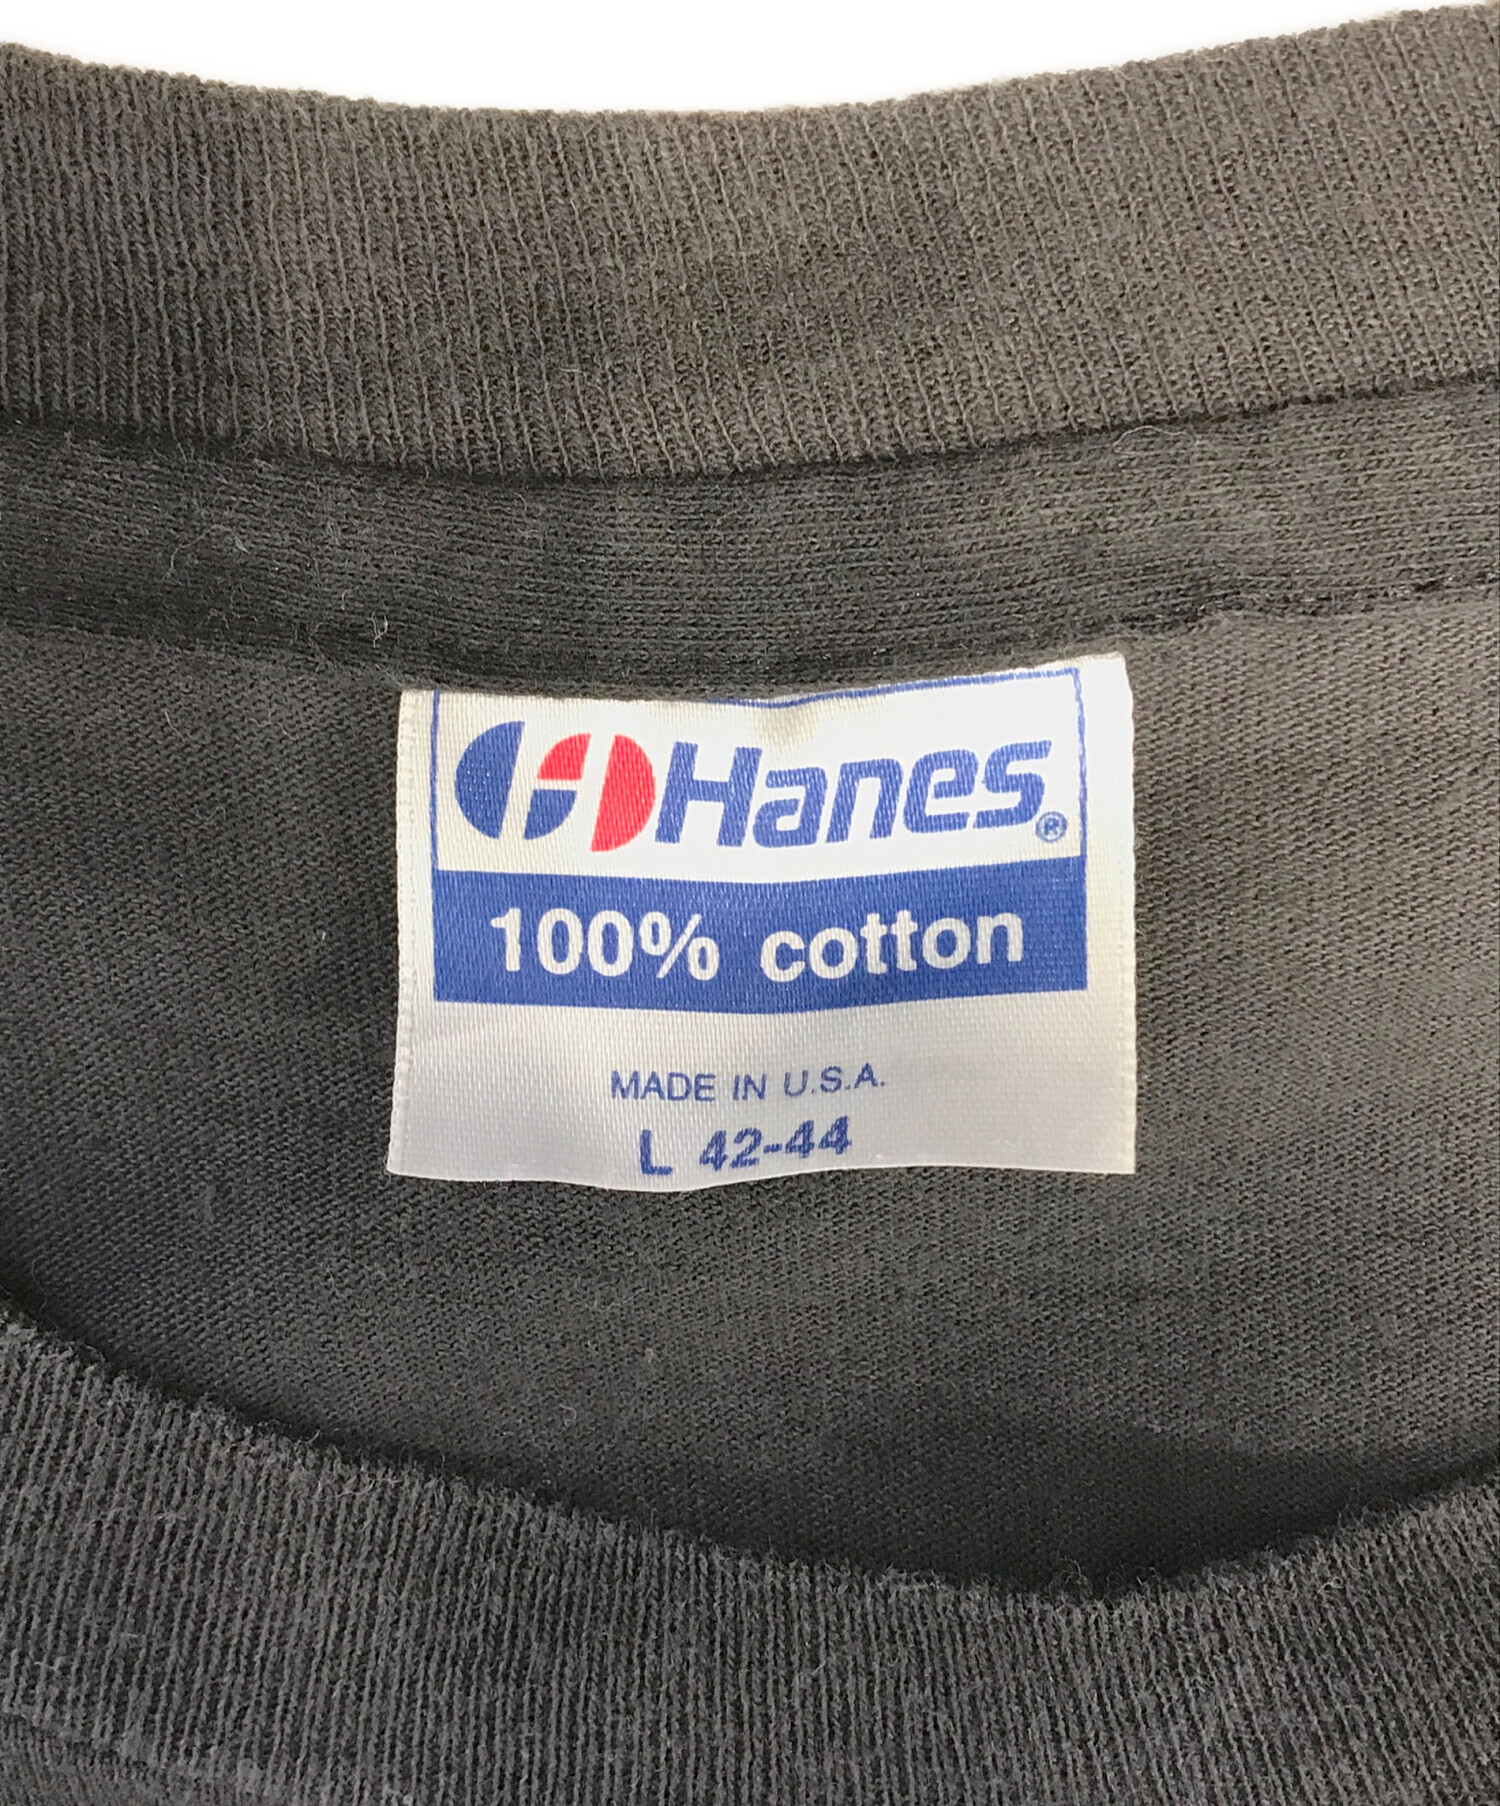 Hanes®
100% cotton
MADE IN U.S.A.
L 42-44